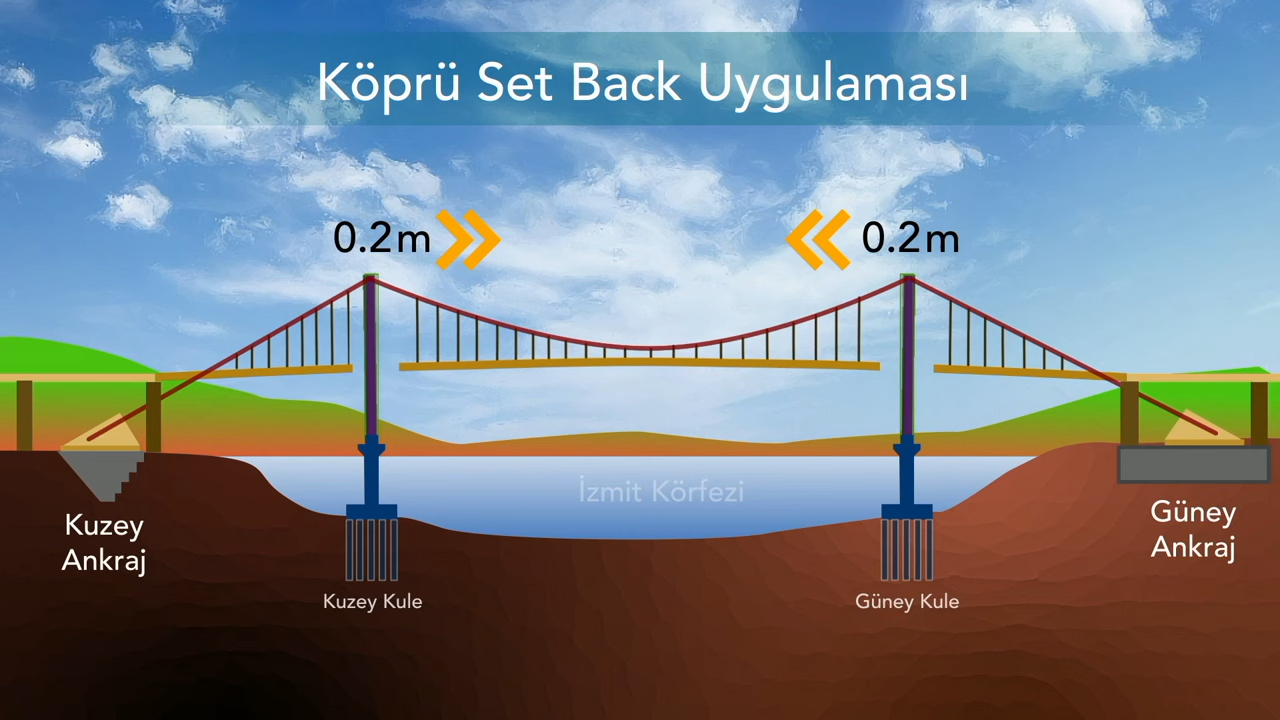 Köprü Set Back Uygulaması
0.2m
0.2m
İzmit Körfezi
Kuzey
Ankraj
Güney
Ankraj
Kuzey Kule
Güney Kule